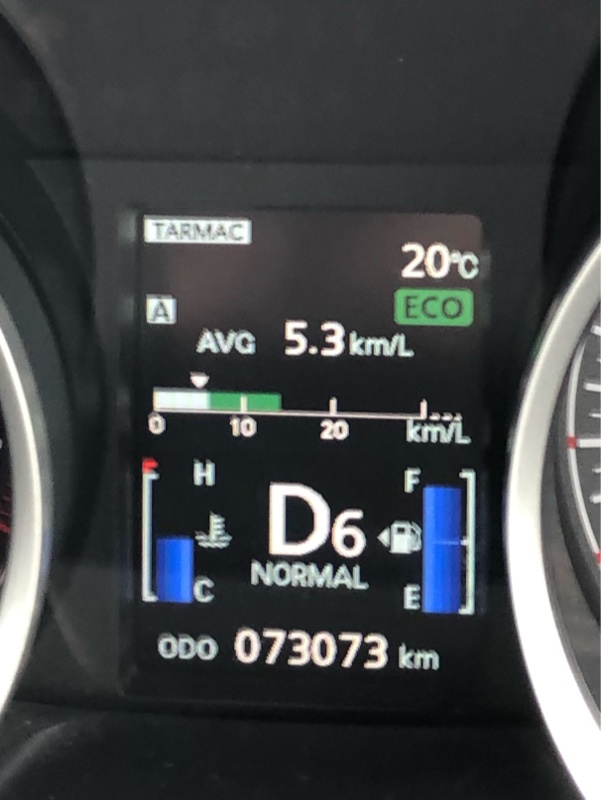 TARMAC
20°C
A
ECO
AVG 5.3 km/L
0 10 20 km/L
H
F
D6
NORMAL
C
E
ODO 073073 km